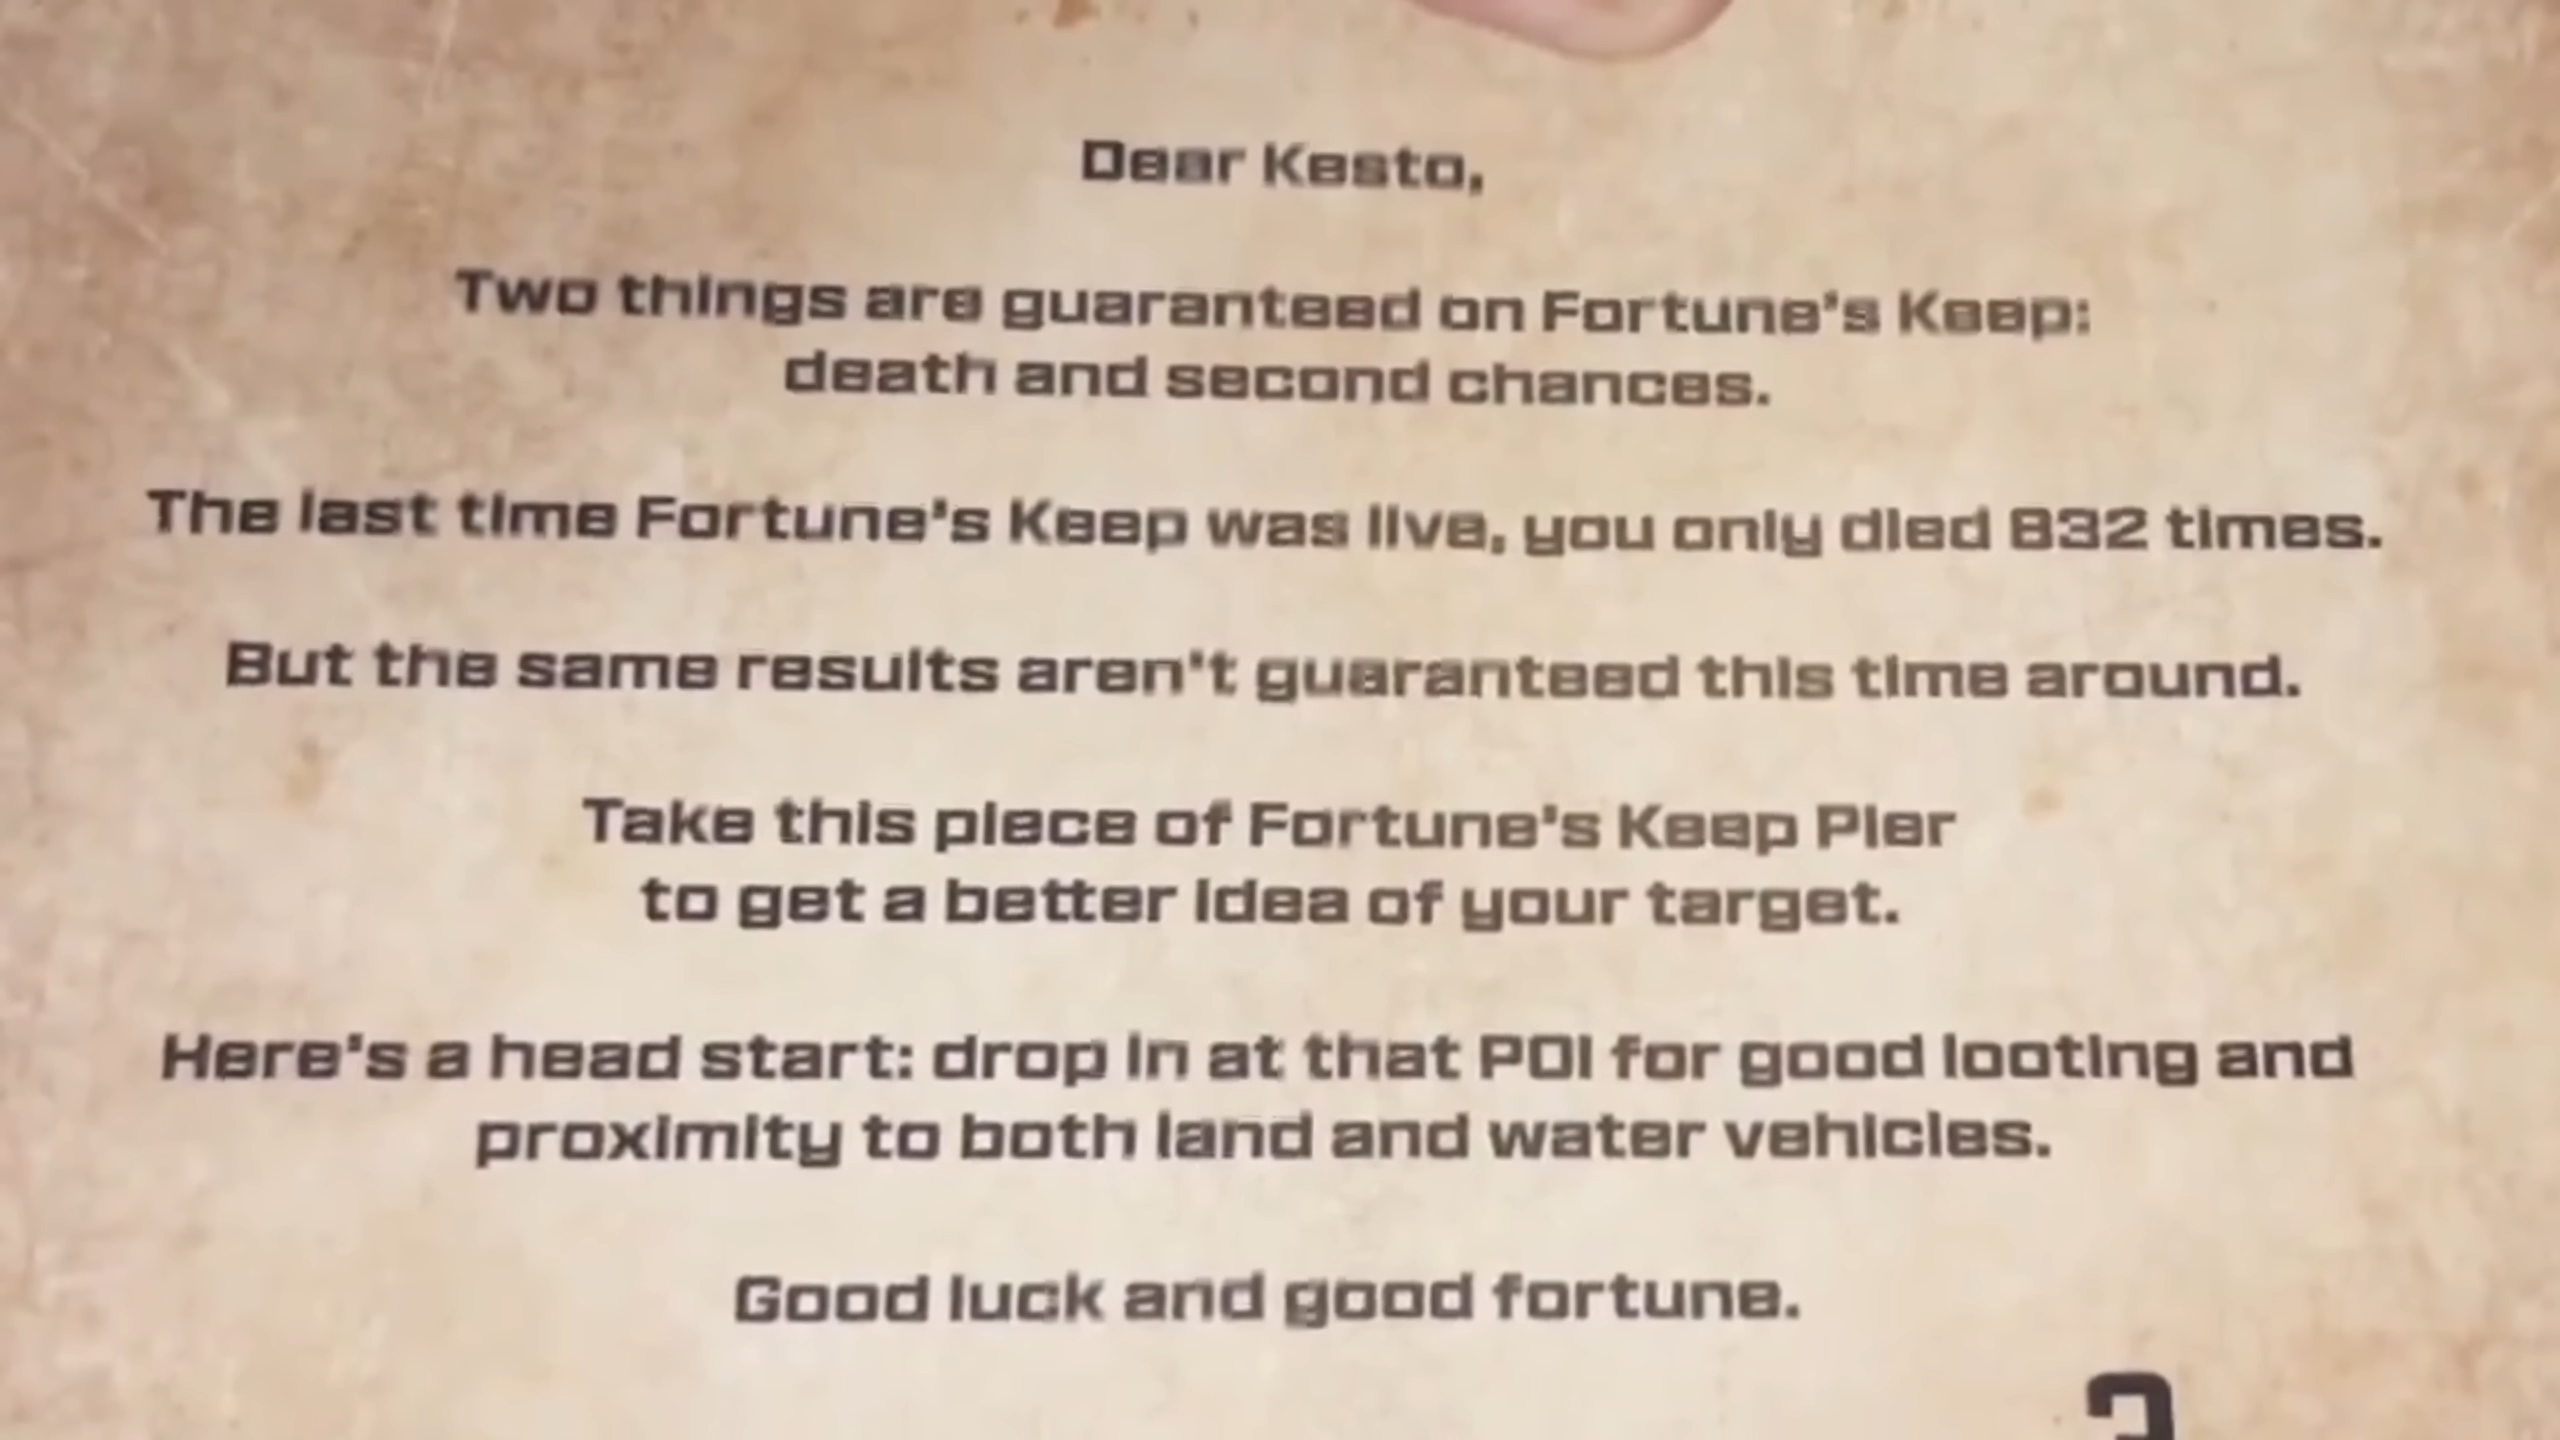 Dear Kesto,
Two things are guaranteed on Fortune's Keep:
death and second chances.
The last time Fortune's Keep was live, you only died 832 times.
But the same results aren't guaranteed this time around.
Take this piece of Fortune's Keep Pier
to get a better idea of your target.
Here's a head start: drop in at that POI for good looting and
proximity to both land and water vehicles.
Good luck and good fortune.